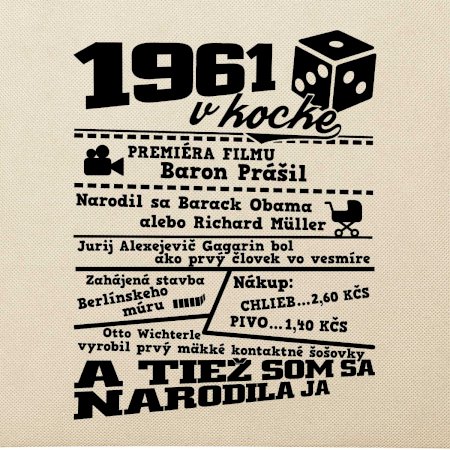 1961
v kocke
PREMIÉRA FILMU
Baron Prášil
Narodil sa Barack Obama
alebo Richard Müller
Jurij Alexejevič Gagarin bol
ako prvý človek vo vesmíre
Zahájená stavba
Berlínskeho
múru
Nákup:
CHLIEB...2,60 KČS
PIVO...1,40 KČS
Otto Wichterle
vyrobil prvý mäkké kontaktné šošovky
A TIEŽ SOM SA
NARODILA JA